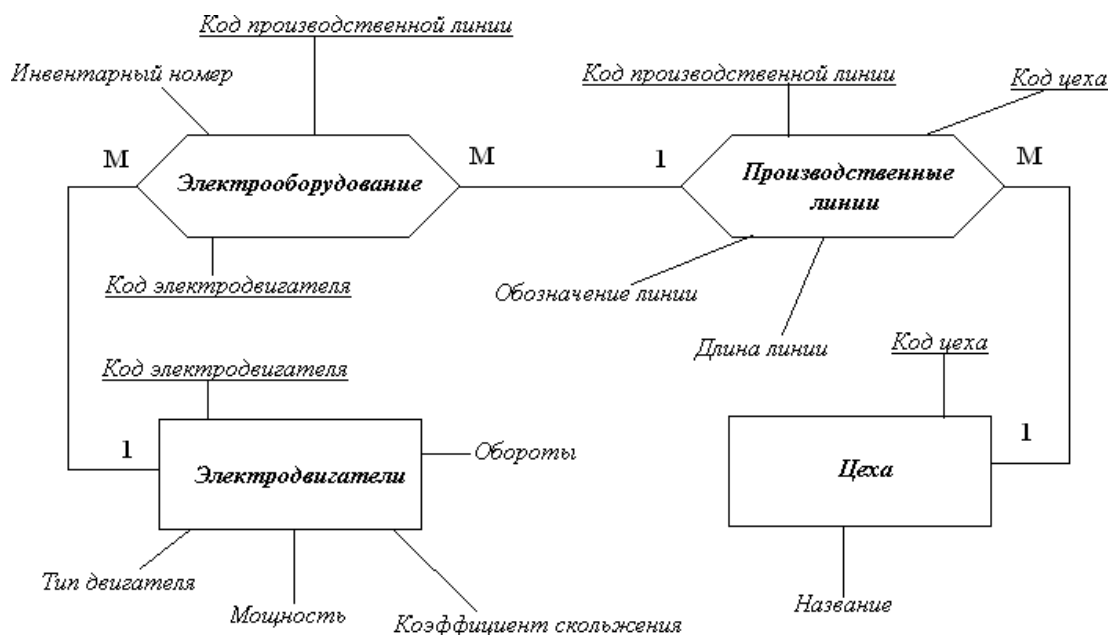 Код производственной линии
Инвентарный номер
Код производственной линии
Код цеха
М
М
1
М
Электрооборудование
Производственные
линии
Код электродвигателя
Обозначение линии
Длина линии
Код электродвигателя
Код цеха
1
Обороты
1
Электродвигатели
Цеха
Тип двигателя
Мощность
Коэффициент скольжения
Название